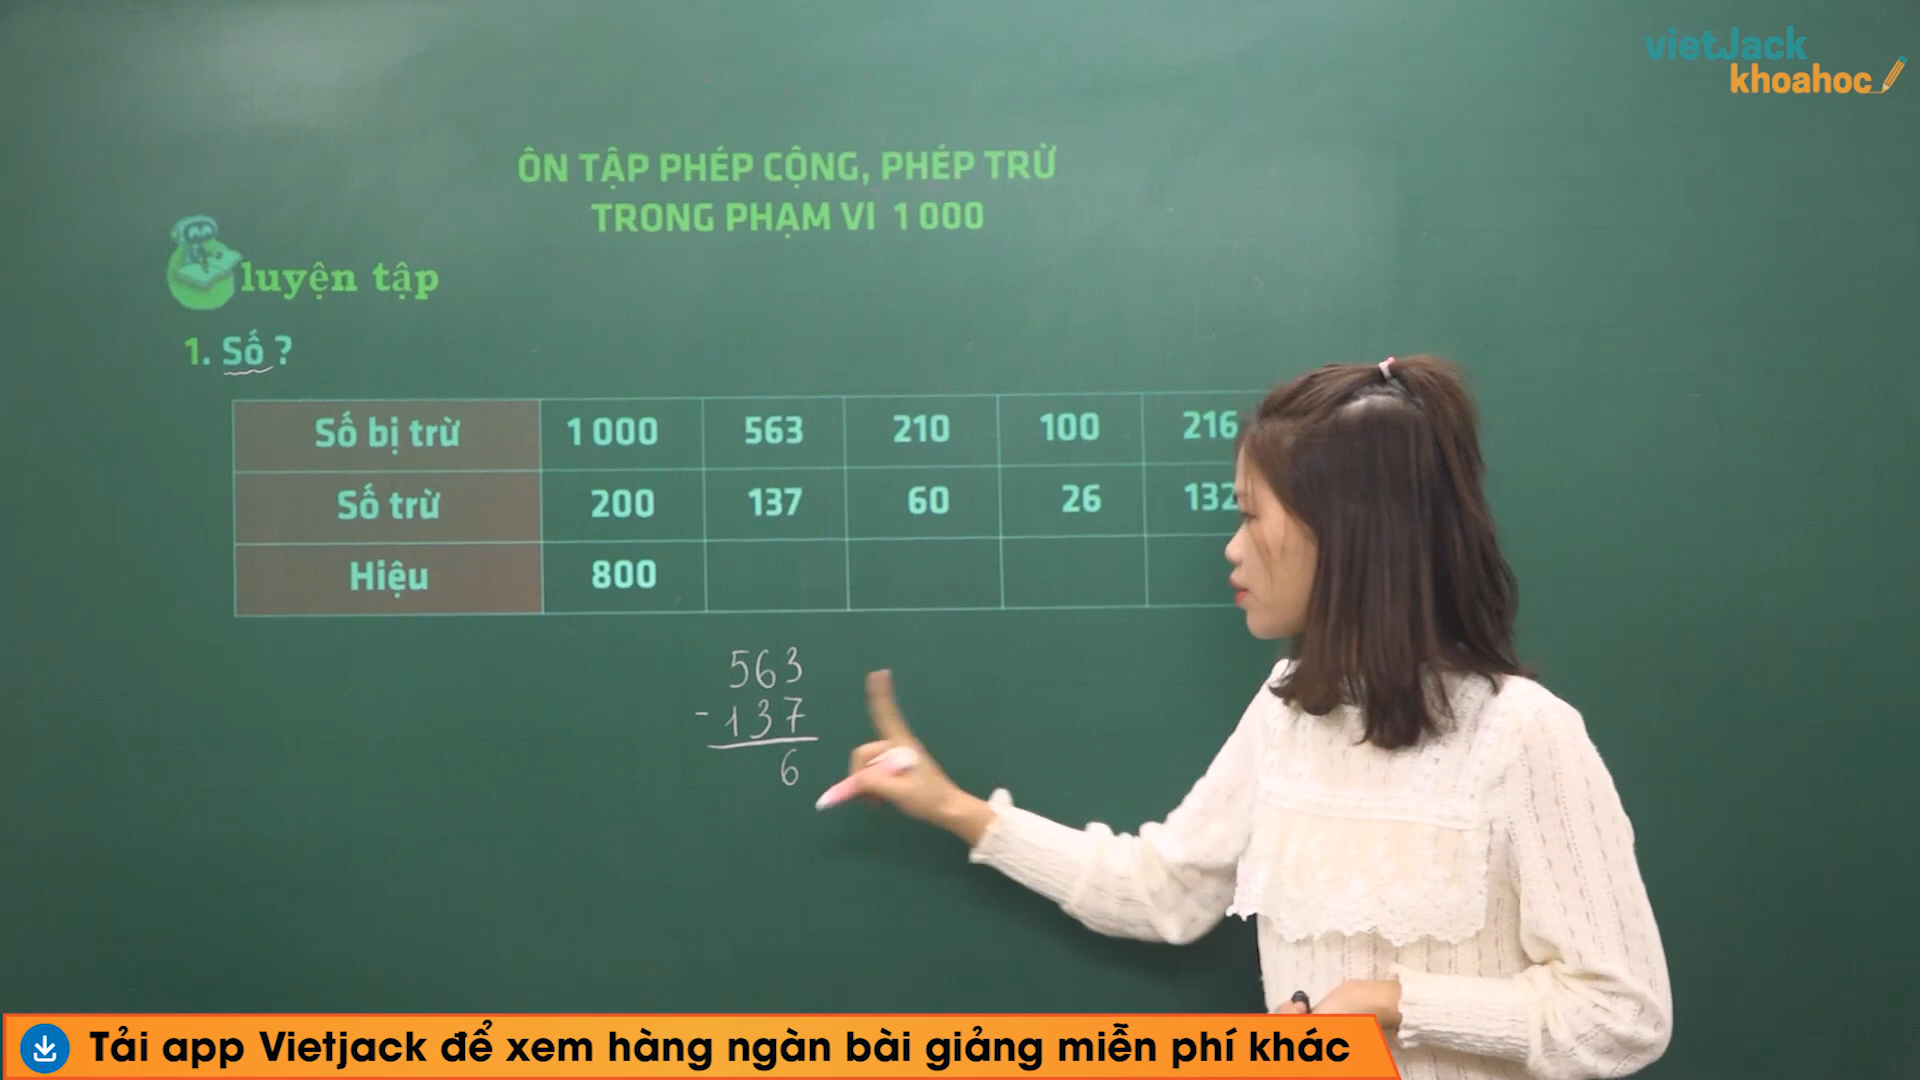 vietJack
khoahoc
ÔN TẬP PHÉP CỘNG, PHÉP TRỪ
TRONG PHẠM VI 1 000
luyện tập
1. Số ?
Số bị trừ 1 000 563 210 100 216
Số trừ 200 137 60 26 132
Hiệu 800
563
- 137
6
Tải app Vietjack để xem hàng ngàn bài giảng miễn phí khác